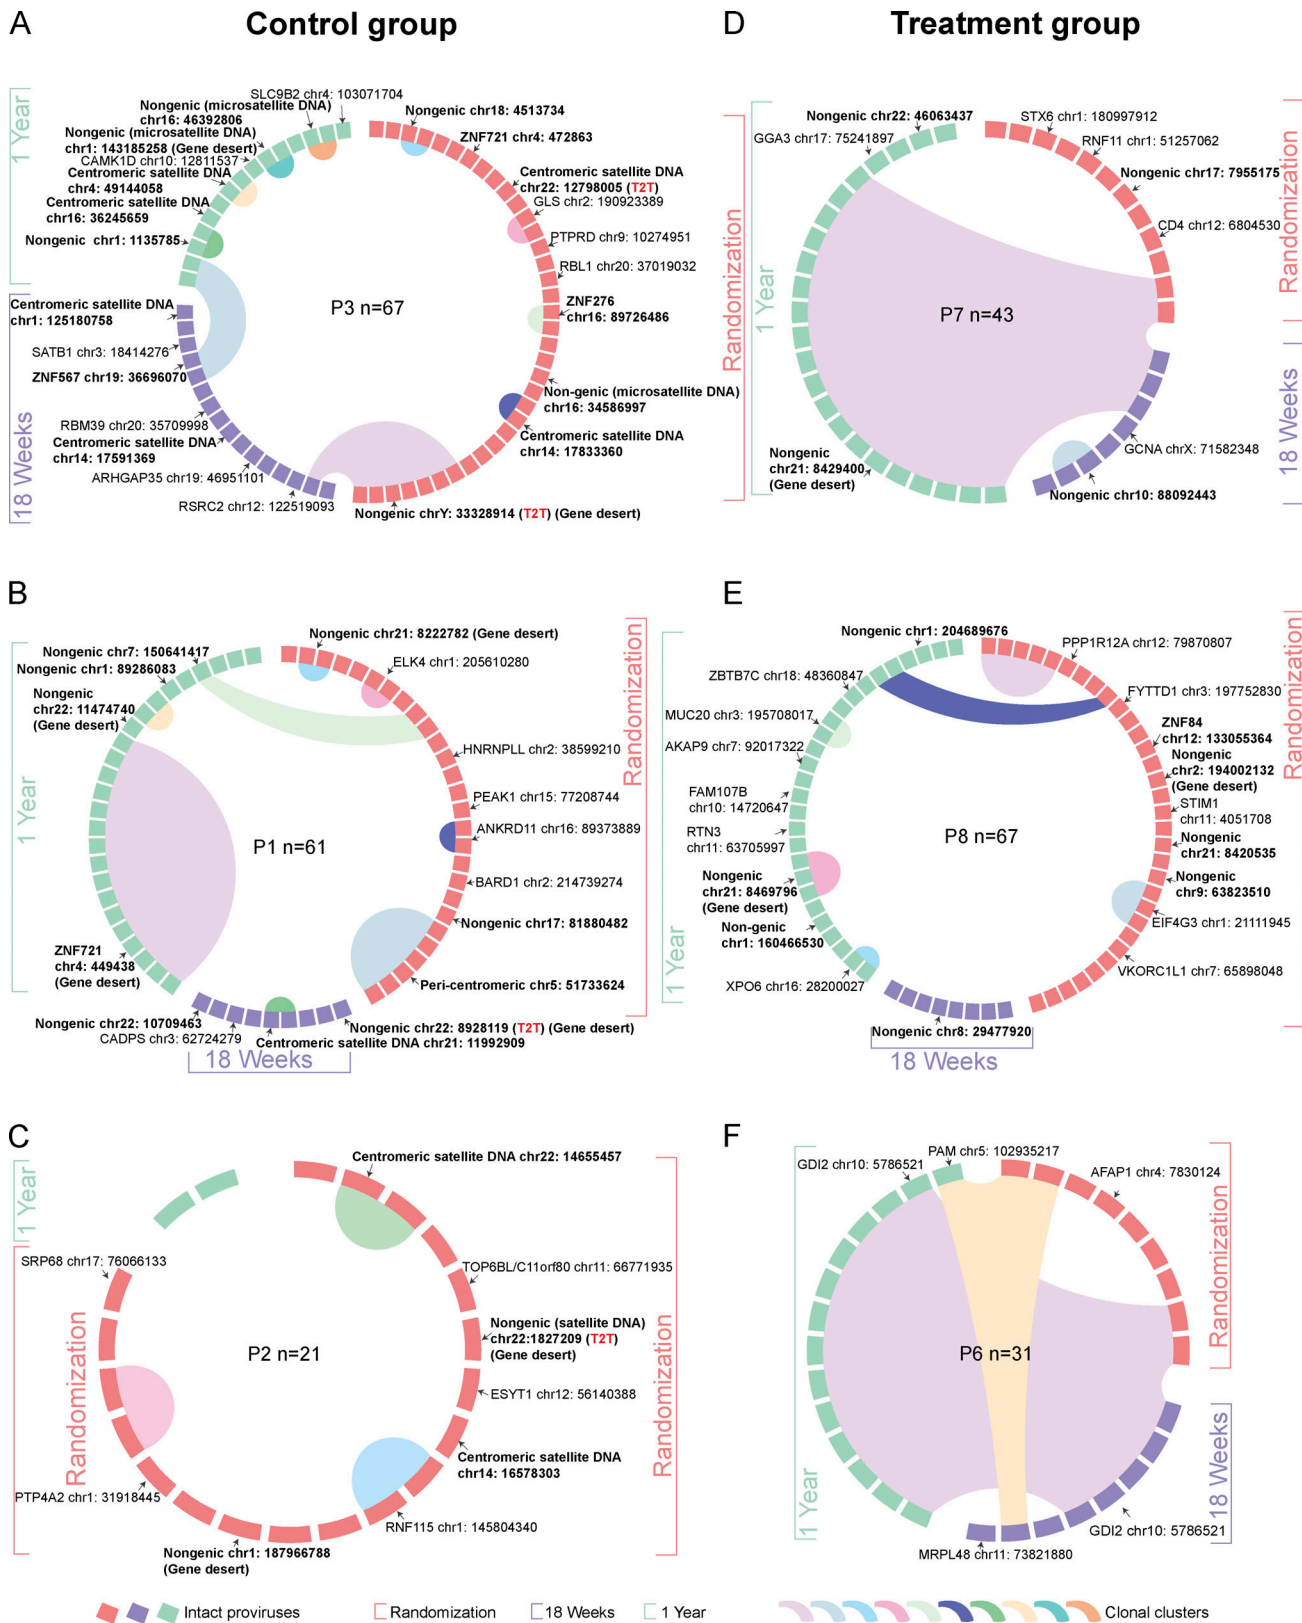 A
Control group
SLC9B2 chr4: 103071704
Nongenic (microsatellite DNA)
chr16: 46392806
Nongenic (microsatellite DNA)
chr1: 143185258 (Gene desert)
CAMK1D chr10: 12811537
Centromeric satellite DNA
chr4: 49144058
Centromeric satellite DNA
chr16: 36245659
Nongenic chr1: 1135785
1 Year
Centromeric satellite DNA
chr1: 125180758
SATB1 chr3: 18414276
ZNF567 chr19: 36696070
RBM39 chr20: 35709998
Centromeric satellite DNA
chr14: 17591369
ARHGAP35 chr19: 46951101
RSRC2 chr12: 122519093
18 Weeks
P3 n=67
Nongenic chr18: 4513734
ZNF721 chr4: 472863
Centromeric satellite DNA
chr22: 12798005 (T2T)
GLS chr2: 190923389
PTPRD chr9: 10274951
RBL1 chr20: 37019032
ZNF276
chr16: 89726486
Non-genic (microsatellite DNA)
chr16: 34586997
Centromeric satellite DNA
chr14: 17833360
Nongenic chrY: 33328914 (T2T) (Gene desert)
Randomization
D
Treatment group
Nongenic chr22: 46063437
GGA3 chr17: 75241897
STX6 chr1: 180997912
RNF11 chr1: 51257062
Nongenic chr17: 7955175
CD4 chr12: 6804530
P7 n=43
GCNA chrX: 71582348
Nongenic chr10: 88092443
Nongenic
chr21: 8429400
(Gene desert)
1 Year
Randomization
18 Weeks
B
Nongenic chr7: 150641417
Nongenic chr1: 89286083
Nongenic
chr22: 11474740
(Gene desert)
1 Year
ZNF721
chr4: 449438
(Gene desert)
Nongenic chr21: 8222782 (Gene desert)
ELK4 chr1: 205610280
HNRNPLL chr2: 38599210
PEAK1 chr15: 77208744
ANKRD11 chr16: 89373889
BARD1 chr2: 214739274
Nongenic chr17: 81880482
Peri-centromeric chr5: 51733624
P1 n=61
Randomization
Nongenic chr22: 10709463
CADPS chr3: 62724279
Nongenic chr22: 8928119 (T2T) (Gene desert)
Centromeric satellite DNA chr21: 11992909
18 Weeks
E
Nongenic chr1: 204689676
ZBTB7C chr18: 48360847
MUC20 chr3: 195708017
AKAP9 chr7: 92017322
FAM107B
chr10: 14720647
RTN3
chr11: 63705997
Nongenic
chr21: 8469796
(Gene desert)
Non-genic
chr1: 160466530
XPO6 chr16: 28200027
1 Year
P8 n=67
PPP1R12A chr12: 79870807
FYTTD1 chr3: 197752830
ZNF84
chr12: 133055364
Nongenic
chr2: 194002132
(Gene desert)
STIM1
chr11: 4051708
Nongenic
chr21: 8420535
Nongenic
chr9: 63823510
EIF4G3 chr1: 21111945
VKORC1L1 chr7: 65898048
Randomization
Nongenic chr8: 29477920
18 Weeks
C
1 Year
SRP68 chr17: 76066133
Randomization
PTP4A2 chr1: 31918445
Nongenic chr1: 187966788
(Gene desert)
P2 n=21
Centromeric satellite DNA chr22: 14655457
TOP6BL/C11orf80 chr11: 66771935
Nongenic (satellite DNA)
chr22:1827209 (T2T)
(Gene desert)
ESYT1 chr12: 56140388
Centromeric satellite DNA
chr14: 16578303
RNF115 chr1: 145804340
Randomization
F
PAM chr5: 102935217
GDI2 chr10: 5786521
AFAP1 chr4: 7830124
Randomization
P6 n=31
1 Year
18 Weeks
GDI2 chr10: 5786521
MRPL48 chr11: 73821880
Intact proviruses
Randomization
18 Weeks
1 Year
Clonal clusters